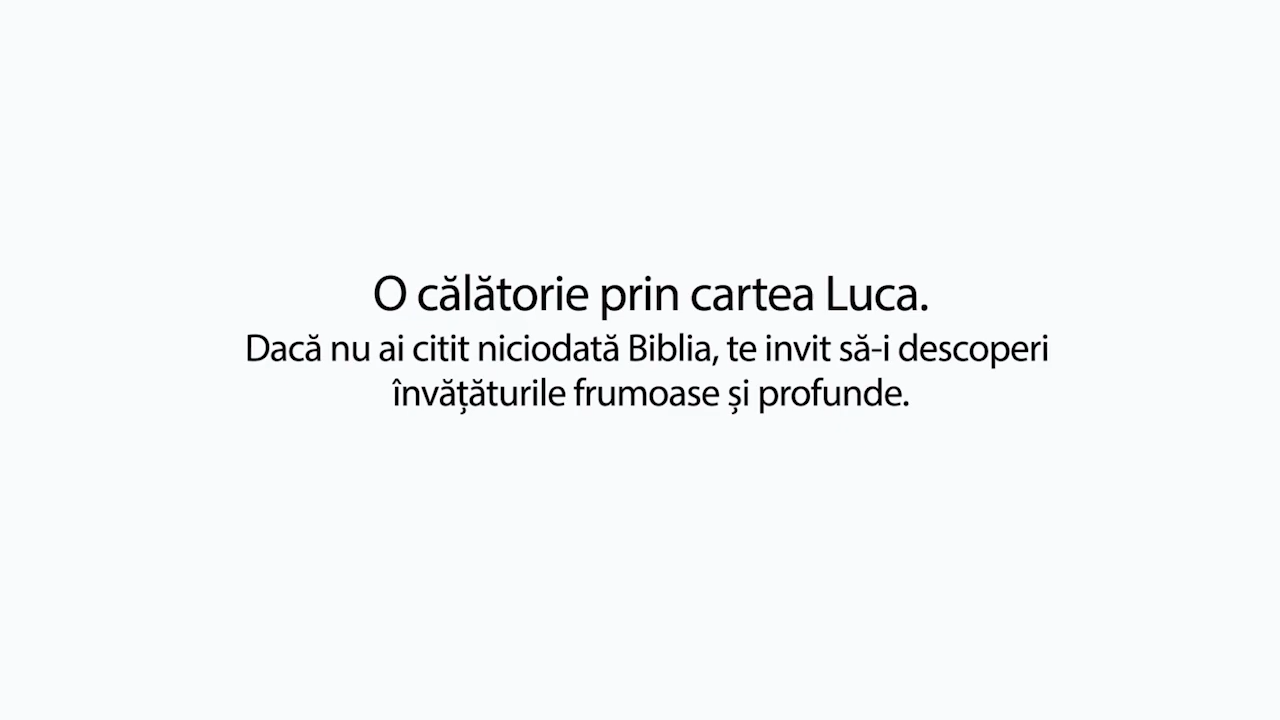 O călătorie prin cartea Luca.
Dacă nu ai citit niciodată Biblia, te invit să-i descoperi
învățăturile frumoase și profunde.